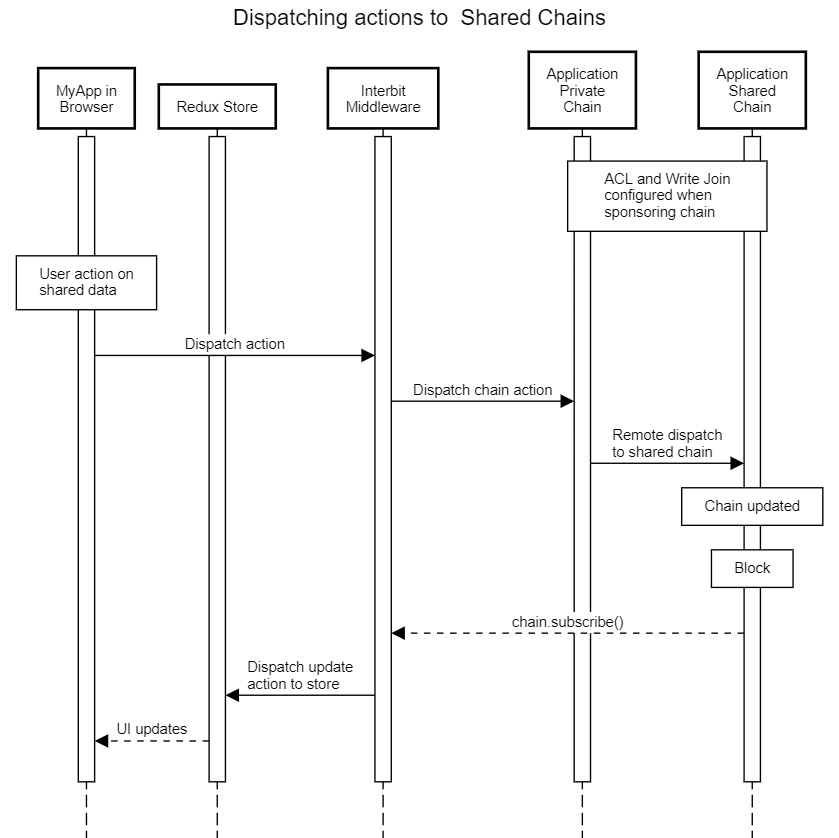 Dispatching actions to  Shared Chains
MyApp in
Browser
Redux Store
Interbit
Middleware
Application
Private
Chain
Application
Shared
Chain
ACL and Write Join
configured when
sponsoring chain
User action on
shared data
Dispatch action
Dispatch chain action
Remote dispatch
to shared chain
Chain updated
Block
chain.subscribe()
Dispatch update
action to store
UI updates